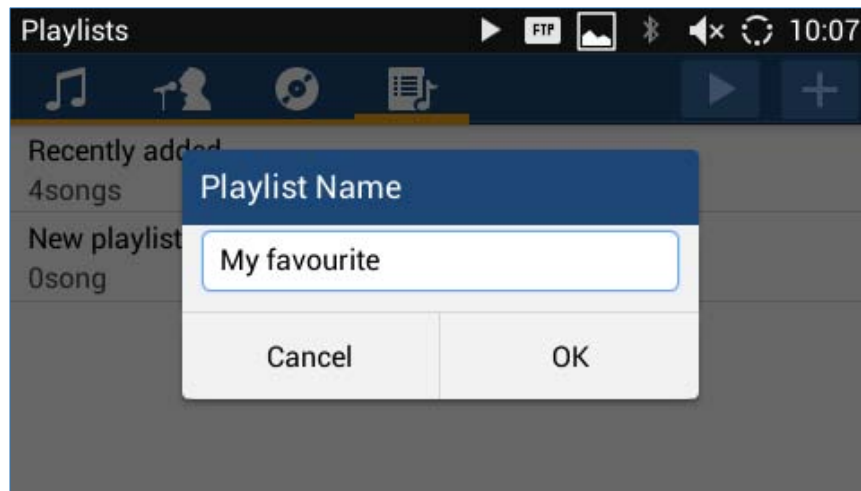 Playlists FTP 10:07
Recently added
4songs
Playlist Name
New playlist
My favourite
0song
Cancel OK